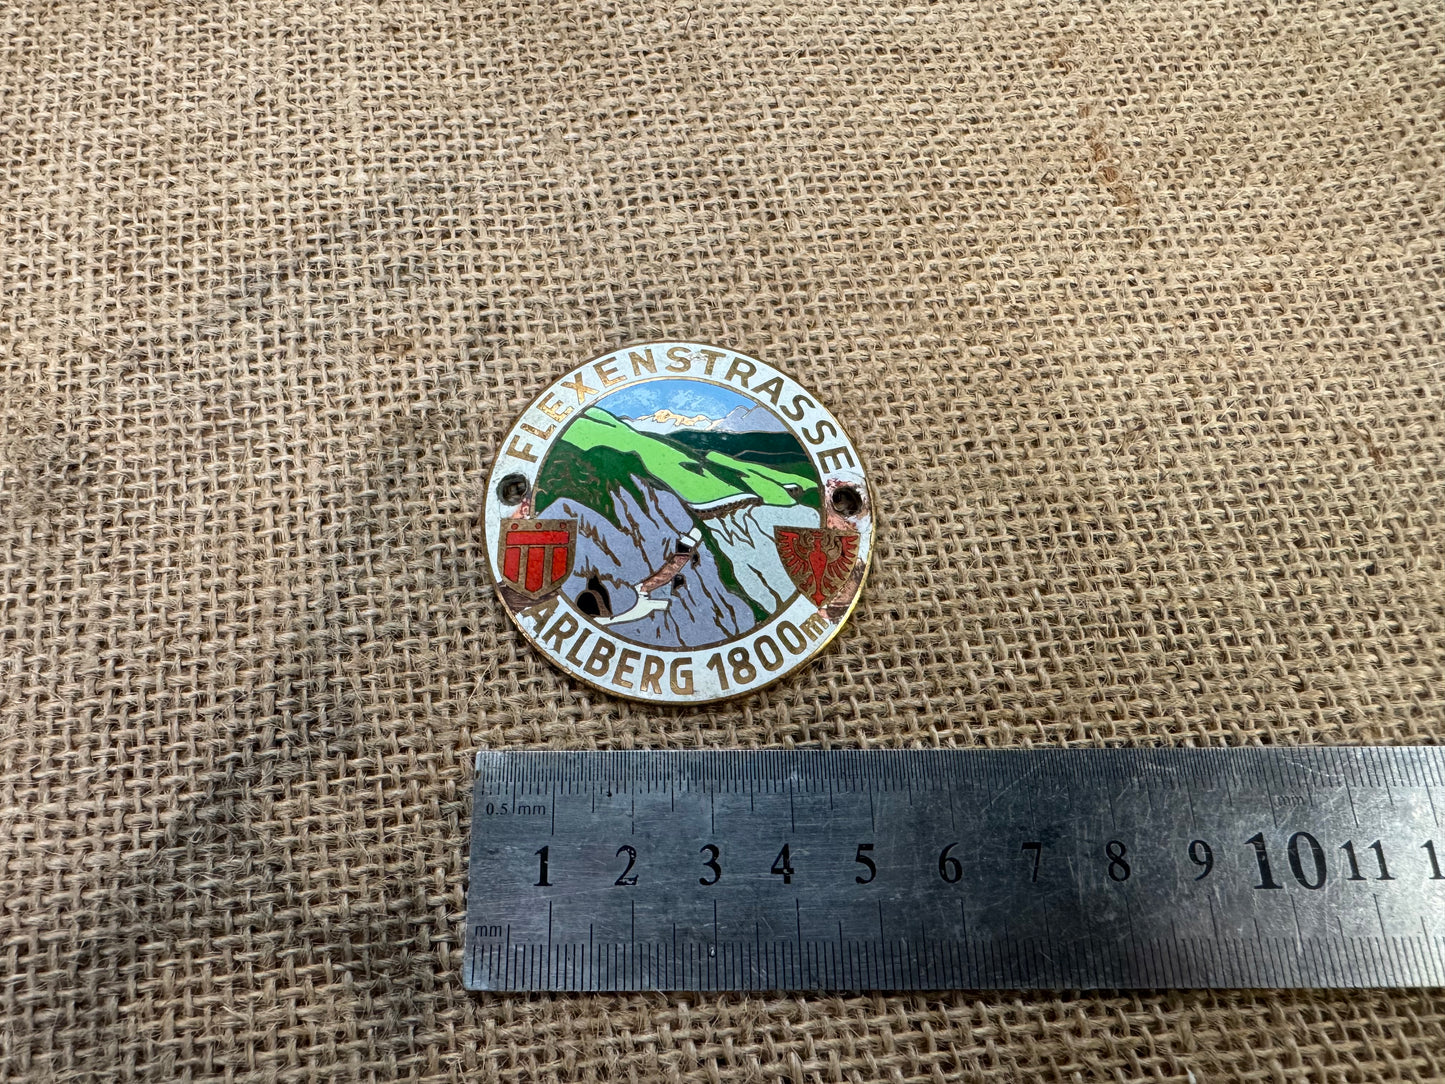 FLEXENSTRASSE
ARLBERG 1800m
0.5 mm
mm
1 2 3 4 5 6 7 8 9 10 11 1
mm